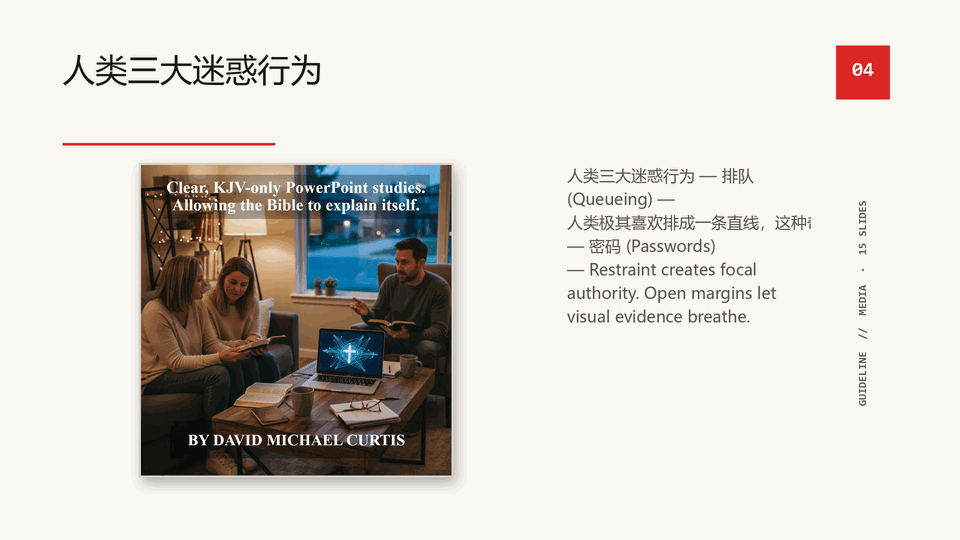 人类三大迷惑行为
04
Clear, KJV-only PowerPoint studies.
Allowing the Bible to explain itself.
BY DAVID MICHAEL CURTIS
人类三大迷惑行为 — 排队
(Queueing) —
人类极其喜欢排成一条直线，这种
— 密码 (Passwords)
— Restraint creates focal
authority. Open margins let
visual evidence breathe.
GUIDELINE // MEDIA · 15 SLIDES